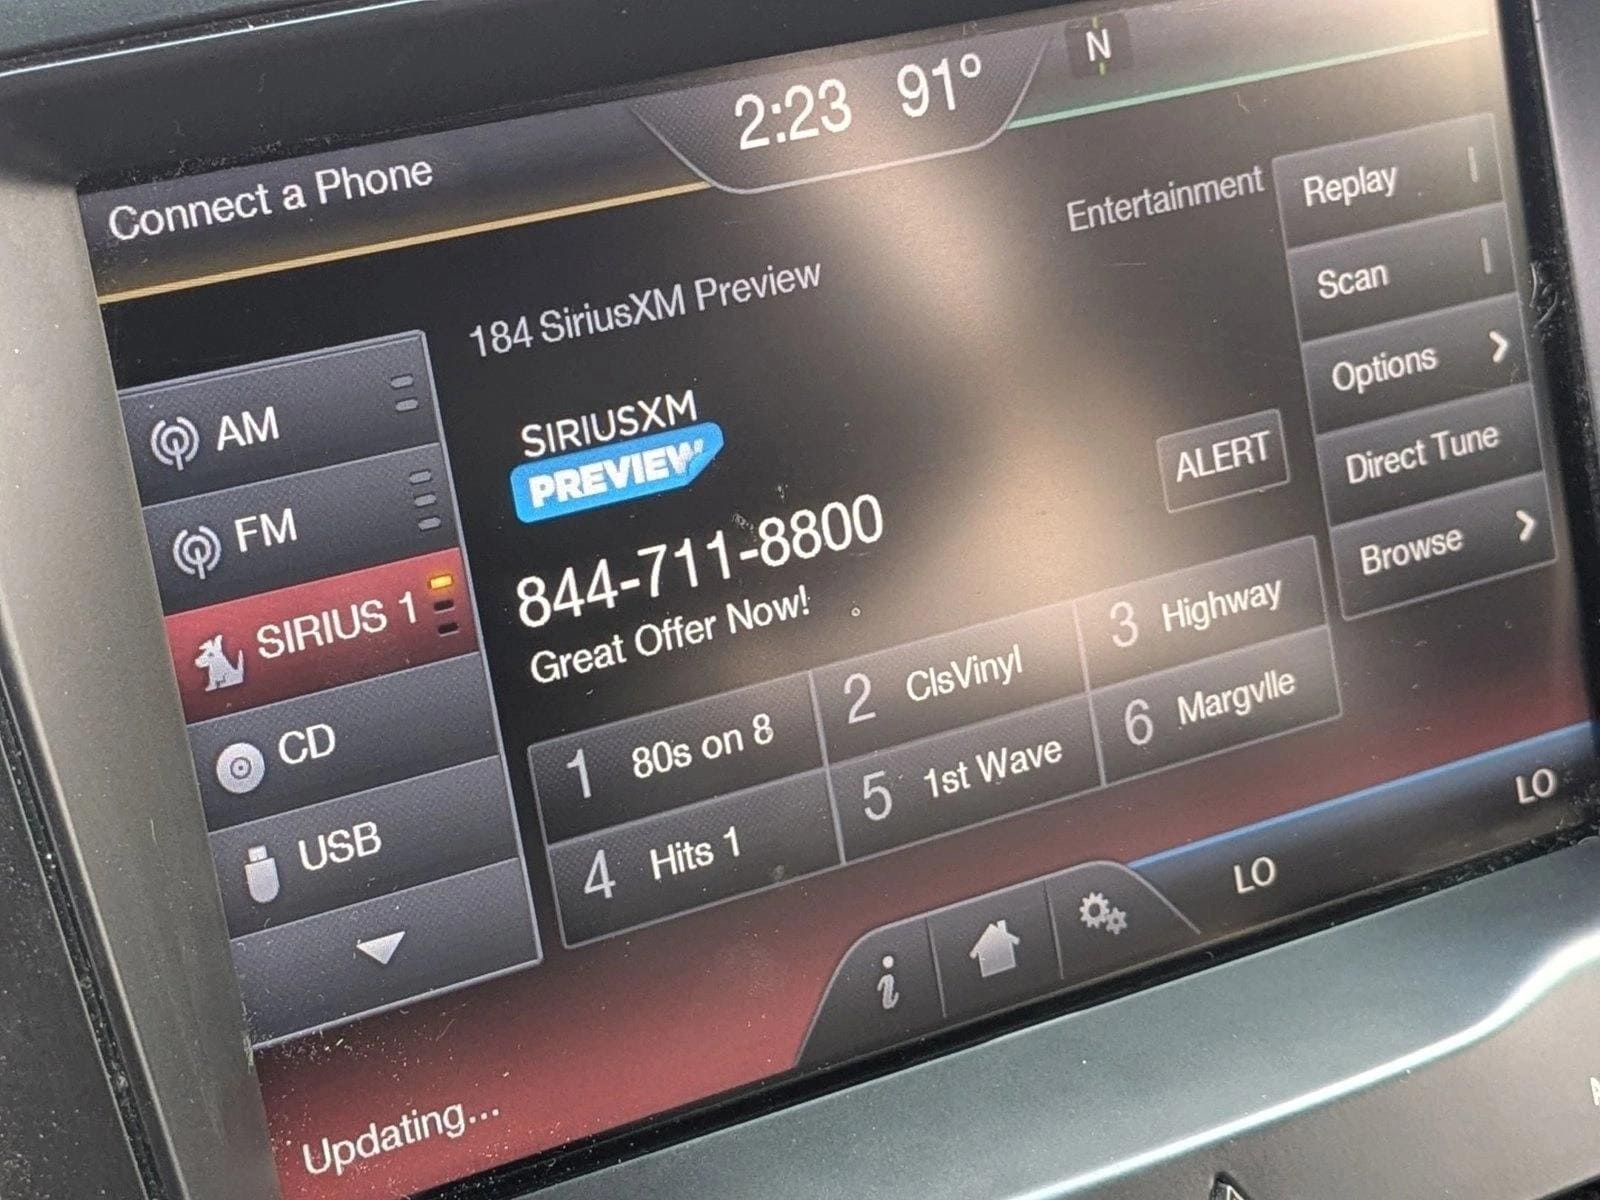 2:23 91° N
Connect a Phone
Entertainment
184 SiriusXM Preview
SIRIUSXM
PREVIEW
844-711-8800
Great Offer Now!
ALERT
AM
FM
SIRIUS 1
CD
USB
Replay
Scan
Options
Direct Tune
Browse
1 80s on 8
2 ClsVinyl
3 Highway
4 Hits 1
5 1st Wave
6 Margvlle
LO
LO
Updating...